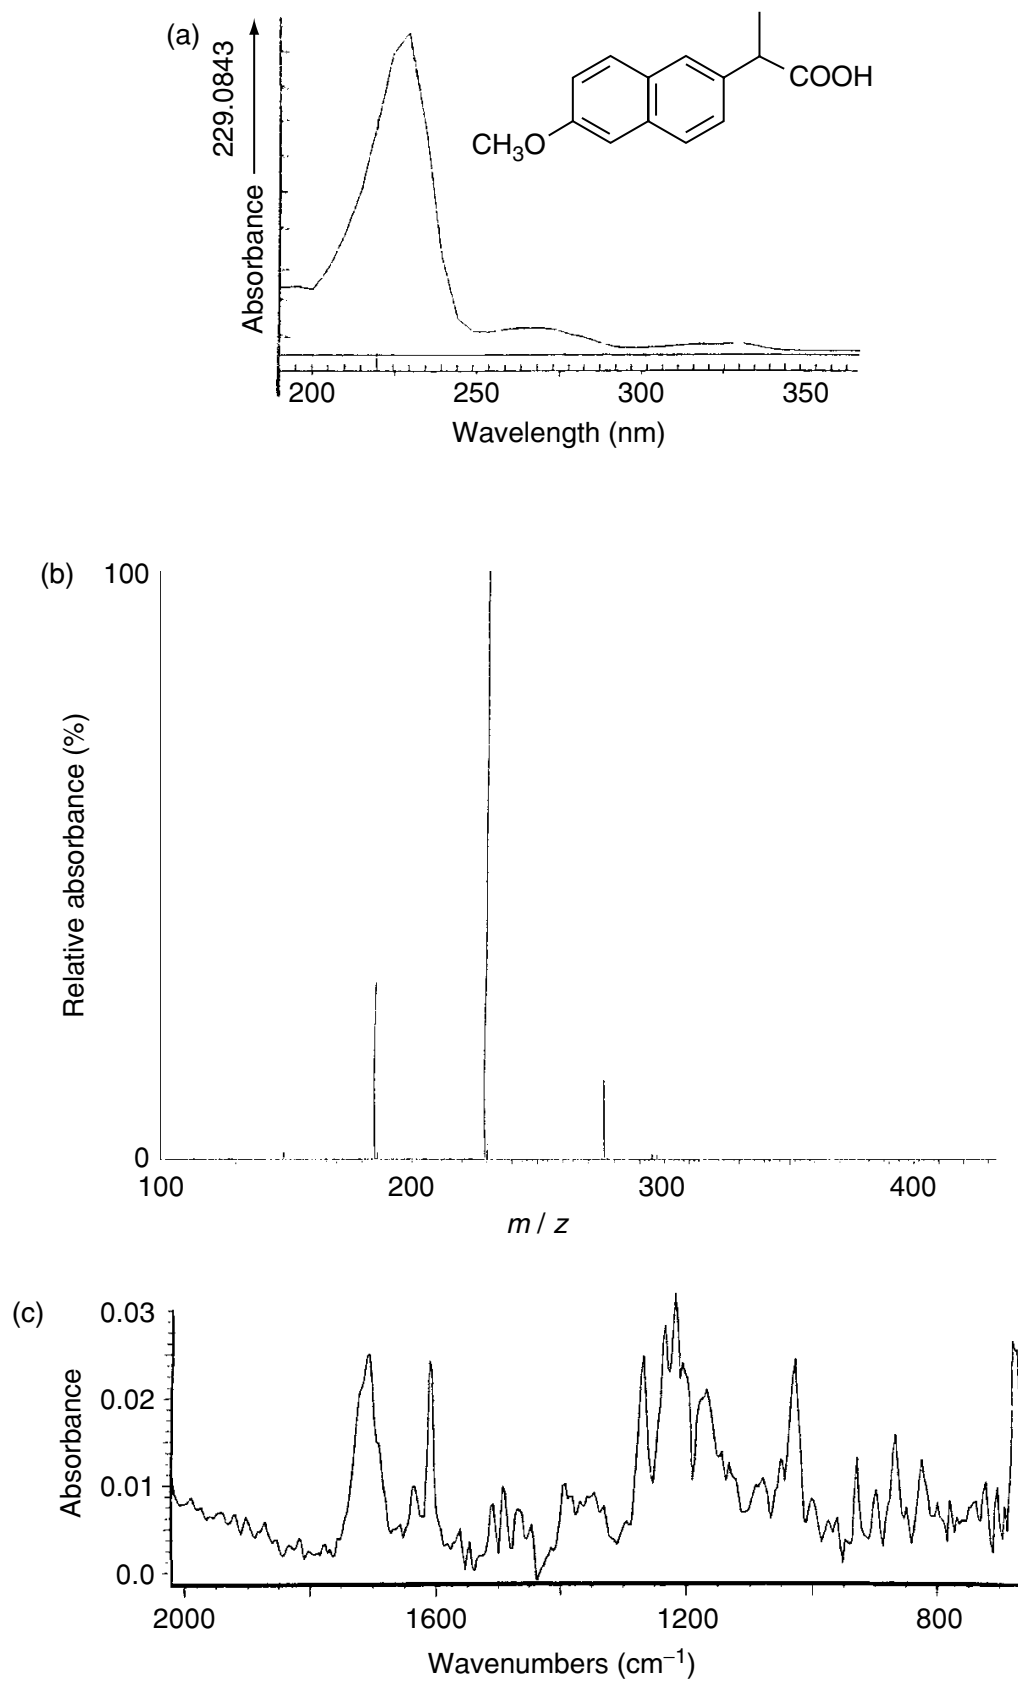 (a)
229.0843
Absorbance
CH₃O
COOH
200 250 300 350
Wavelength (nm)
(b)
100
Relative absorbance (%)
0
100 200 300 400
m / z
(c)
0.03
0.02
0.01
0.0
Absorbance
2000 1600 1200 800
Wavenumbers (cm⁻¹)